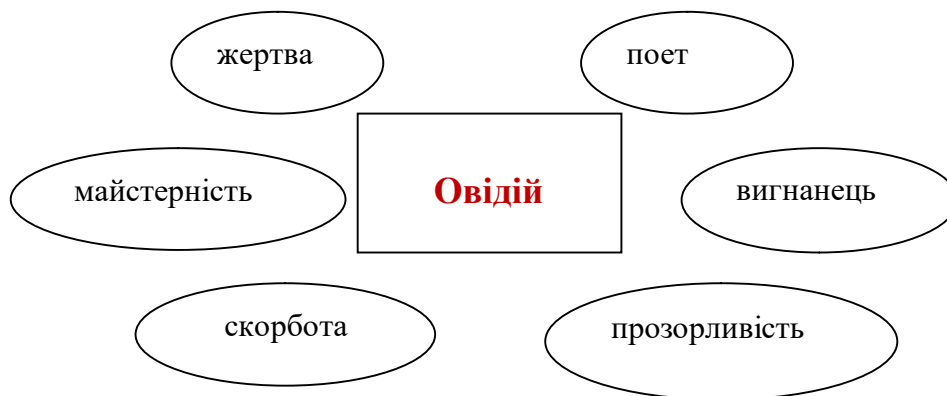 жертва
поет
майстерність
Овідій
вигнанець
скорбота
прозорливість